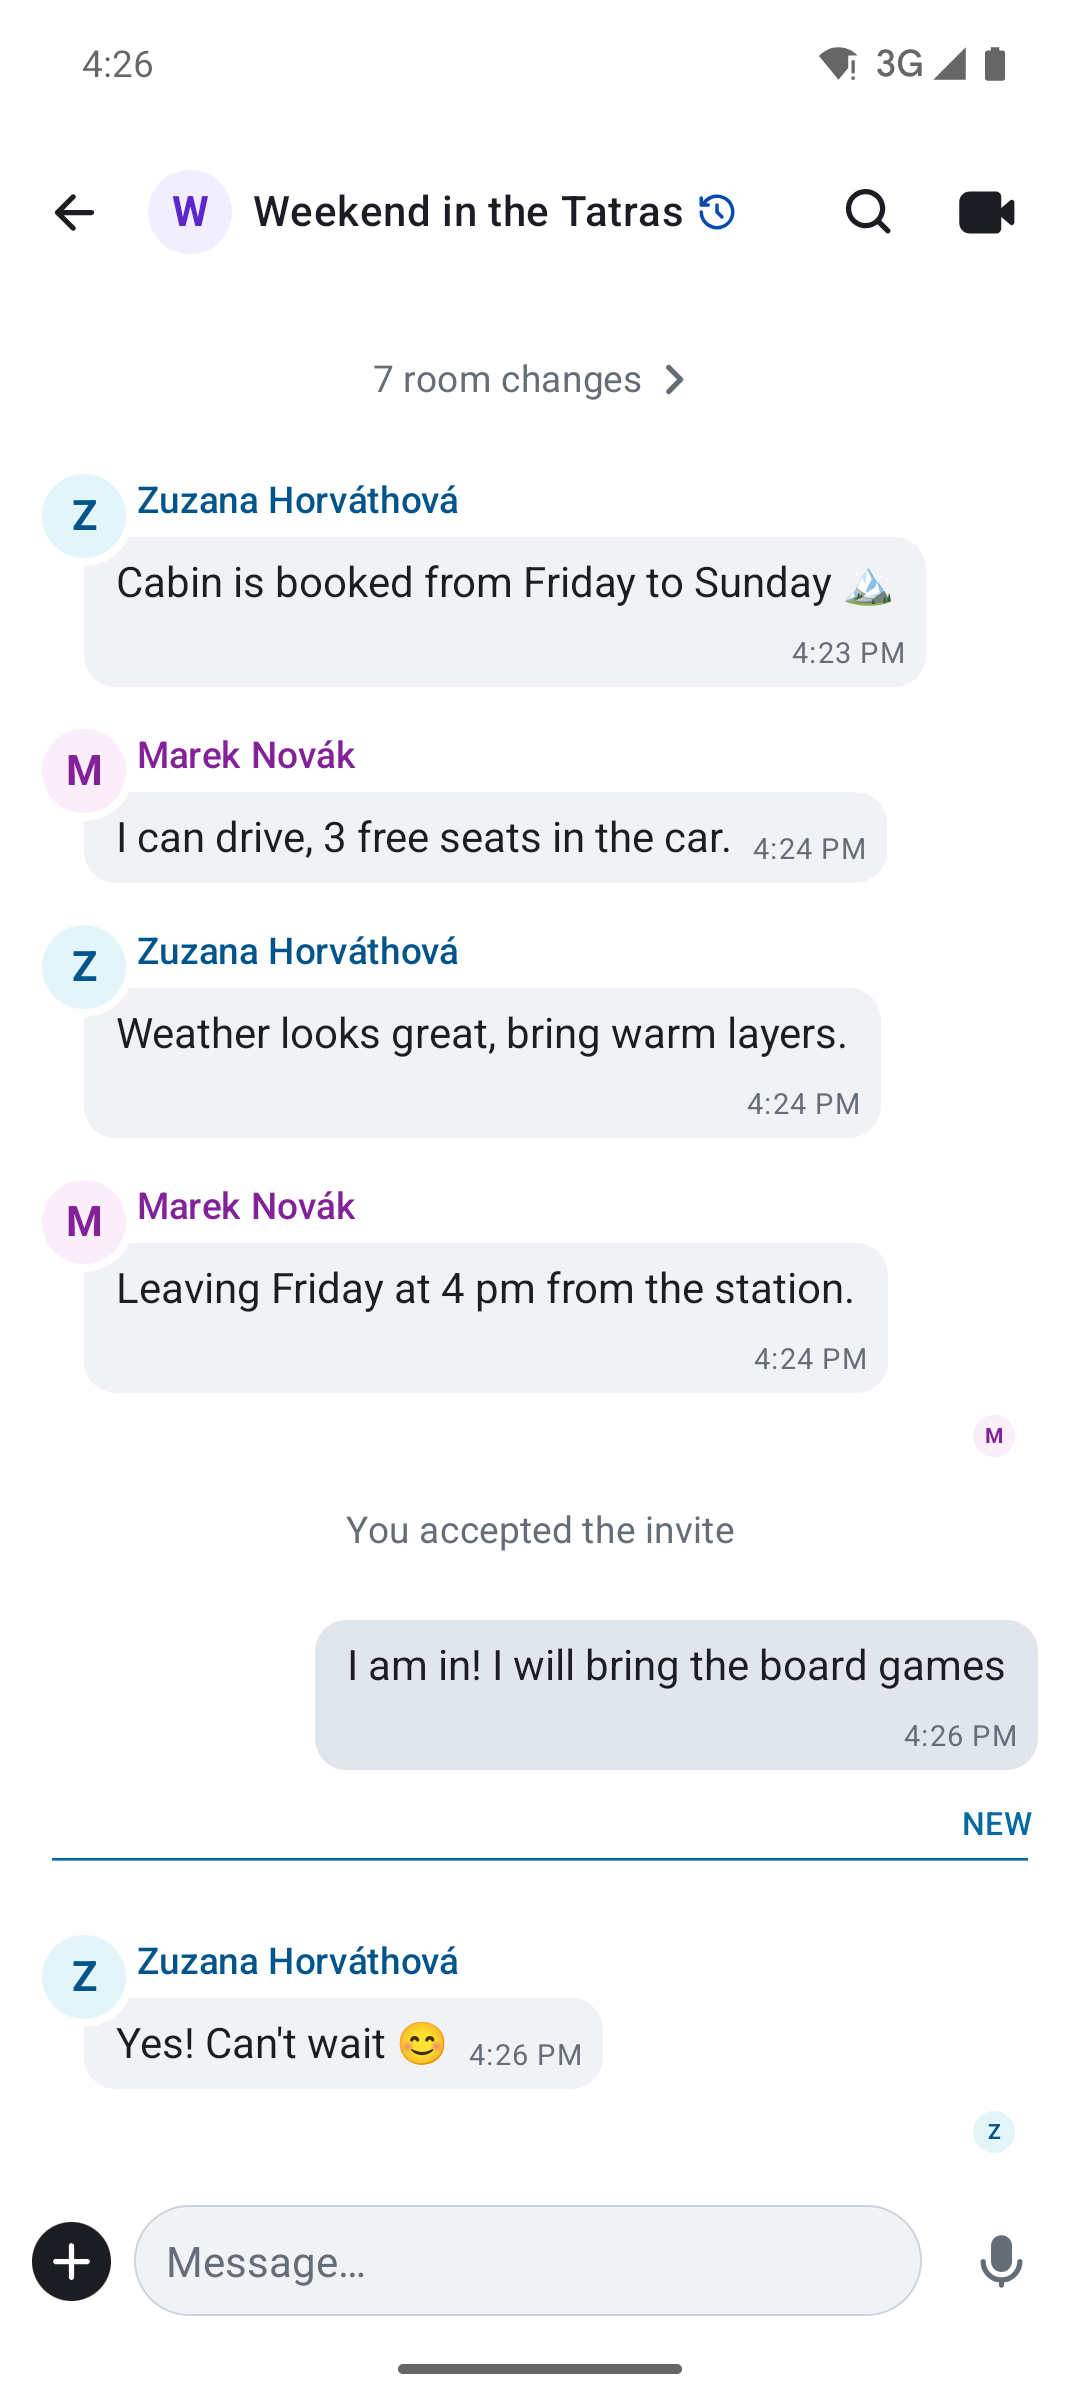 4:26
3G
W
Weekend in the Tatras
7 room changes
Z
Zuzana Horváthová
Cabin is booked from Friday to Sunday 🏔️
4:23 PM
M
Marek Novák
I can drive, 3 free seats in the car. 4:24 PM
Z
Zuzana Horváthová
Weather looks great, bring warm layers.
4:24 PM
M
Marek Novák
Leaving Friday at 4 pm from the station.
4:24 PM
M
You accepted the invite
I am in! I will bring the board games
4:26 PM
NEW
Z
Zuzana Horváthová
Yes! Can't wait 😊 4:26 PM
Z
Message…